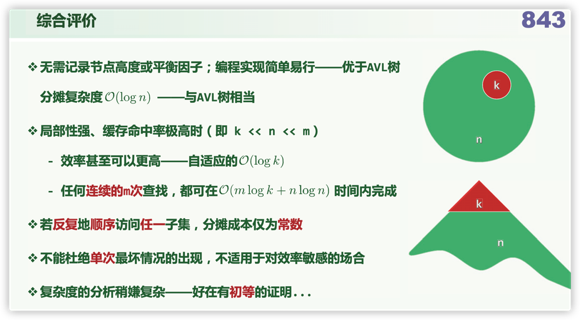 综合评价
843
❖ 无需记录节点高度或平衡因子；编程实现简单易行——优于AVL树
分摊复杂度 O(log n) ——与AVL树相当
❖ 局部性强、缓存命中率极高时（即 k << n << m）
- 效率甚至可以更高——自适应的O(log k)
- 任何连续的m次查找，都可在O(m log k + n log n) 时间内完成
❖ 若反复地顺序访问任一子集，分摊成本仅为常数
❖ 不能杜绝单次最坏情况的出现，不适用于对效率敏感的场合
❖ 复杂度的分析稍嫌复杂——好在有初等的证明...
k
n
k
n